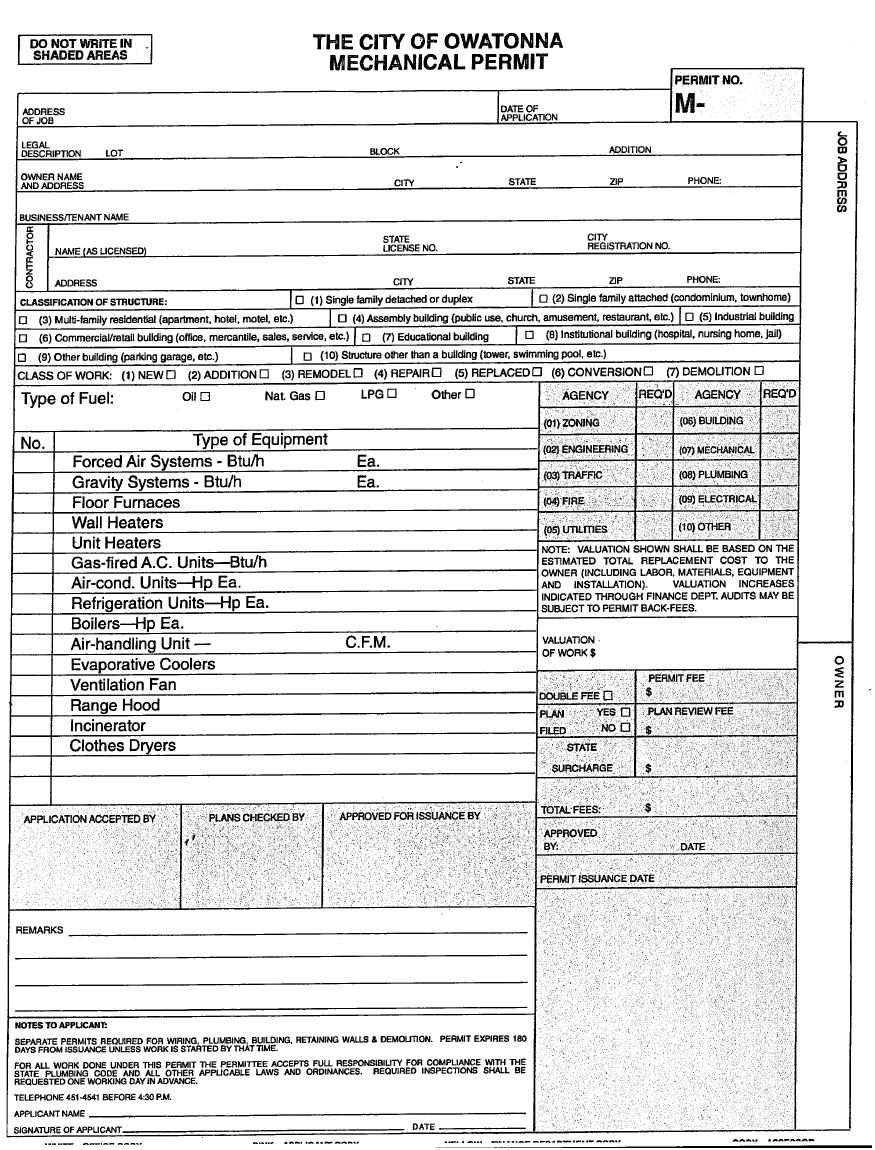 DO NOT WRITE IN
SHADED AREAS
THE CITY OF OWATONNA
MECHANICAL PERMIT
PERMIT NO.
M-
ADDRESS
OF JOB
DATE OF
APPLICATION
LEGAL
DESCRIPTION LOT BLOCK ADDITION
OWNER NAME
AND ADDRESS CITY STATE ZIP PHONE:
BUSINESS/TENANT NAME
CONTRACTOR
NAME (AS LICENSED)
STATE
LICENSE NO.
CITY
REGISTRATION NO.
ADDRESS CITY STATE ZIP PHONE:
JOB ADDRESS
CLASSIFICATION OF STRUCTURE: ☐ (1) Single family detached or duplex ☐ (2) Single family attached (condominium, townhome)
☐ (3) Multi-family residential (apartment, hotel, motel, etc.) ☐ (4) Assembly building (public use, church, amusement, restaurant, etc.) ☐ (5) Industrial building
☐ (6) Commercial/retail building (office, mercantile, sales, service, etc.) ☐ (7) Educational building ☐ (8) Institutional building (hospital, nursing home, jail)
☐ (9) Other building (parking garage, etc.) ☐ (10) Structure other than a building (tower, swimming pool, etc.)
CLASS OF WORK: (1) NEW ☐ (2) ADDITION ☐ (3) REMODEL ☐ (4) REPAIR ☐ (5) REPLACED ☐ (6) CONVERSION ☐ (7) DEMOLITION ☐
Type of Fuel: Oil ☐ Nat. Gas ☐ LPG ☐ Other ☐
No. Type of Equipment
Forced Air Systems - Btu/h Ea.
Gravity Systems - Btu/h Ea.
Floor Furnaces
Wall Heaters
Unit Heaters
Gas-fired A.C. Units—Btu/h
Air-cond. Units—Hp Ea.
Refrigeration Units—Hp Ea.
Boilers—Hp Ea.
Air-handling Unit — C.F.M.
Evaporative Coolers
Ventilation Fan
Range Hood
Incinerator
Clothes Dryers
AGENCY REQ'D AGENCY REQ'D
(01) ZONING (06) BUILDING
(02) ENGINEERING (07) MECHANICAL
(03) TRAFFIC (08) PLUMBING
(04) FIRE (09) ELECTRICAL
(05) UTILITIES (10) OTHER
NOTE: VALUATION SHOWN SHALL BE BASED ON THE
ESTIMATED TOTAL REPLACEMENT COST TO THE
OWNER (INCLUDING LABOR, MATERIALS, EQUIPMENT
AND INSTALLATION). VALUATION INCREASES
INDICATED THROUGH FINANCE DEPT. AUDITS MAY BE
SUBJECT TO PERMIT BACK-FEES.
VALUATION
OF WORK $
OWNER
DOUBLE FEE ☐
PERMIT FEE
$
PLAN YES ☐
FILED NO ☐
PLAN REVIEW FEE
$
STATE
SURCHARGE $
TOTAL FEES: $
APPROVED
BY: DATE
PERMIT ISSUANCE DATE
APPLICATION ACCEPTED BY PLANS CHECKED BY APPROVED FOR ISSUANCE BY
REMARKS
NOTES TO APPLICANT:
SEPARATE PERMITS REQUIRED FOR WIRING, PLUMBING, BUILDING, RETAINING WALLS & DEMOLITION. PERMIT EXPIRES 180
DAYS FROM ISSUANCE UNLESS WORK IS STARTED BY THAT TIME.
FOR ALL WORK DONE UNDER THIS PERMIT THE PERMITTEE ACCEPTS FULL RESPONSIBILITY FOR COMPLIANCE WITH THE
STATE PLUMBING CODE AND ALL OTHER APPLICABLE LAWS AND ORDINANCES. REQUIRED INSPECTIONS SHALL BE
REQUESTED ONE WORKING DAY IN ADVANCE.
TELEPHONE 451-4541 BEFORE 4:30 P.M.
APPLICANT NAME
SIGNATURE OF APPLICANT DATE